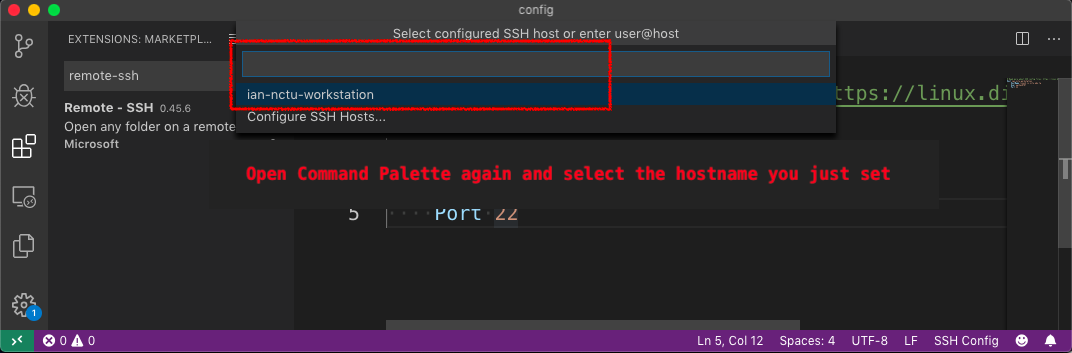 config
EXTENSIONS: MARKETPL...
Select configured SSH host or enter user@host
remote-ssh
ian-nctu-workstation
Configure SSH Hosts...
Remote - SSH 0.45.6
Open any folder on a remote
Microsoft
ttps://linux.di
Open Command Palette again and select the hostname you just set
5 ····Port·22
1
0 0 Ln 5, Col 12 Spaces: 4 UTF-8 LF SSH Config